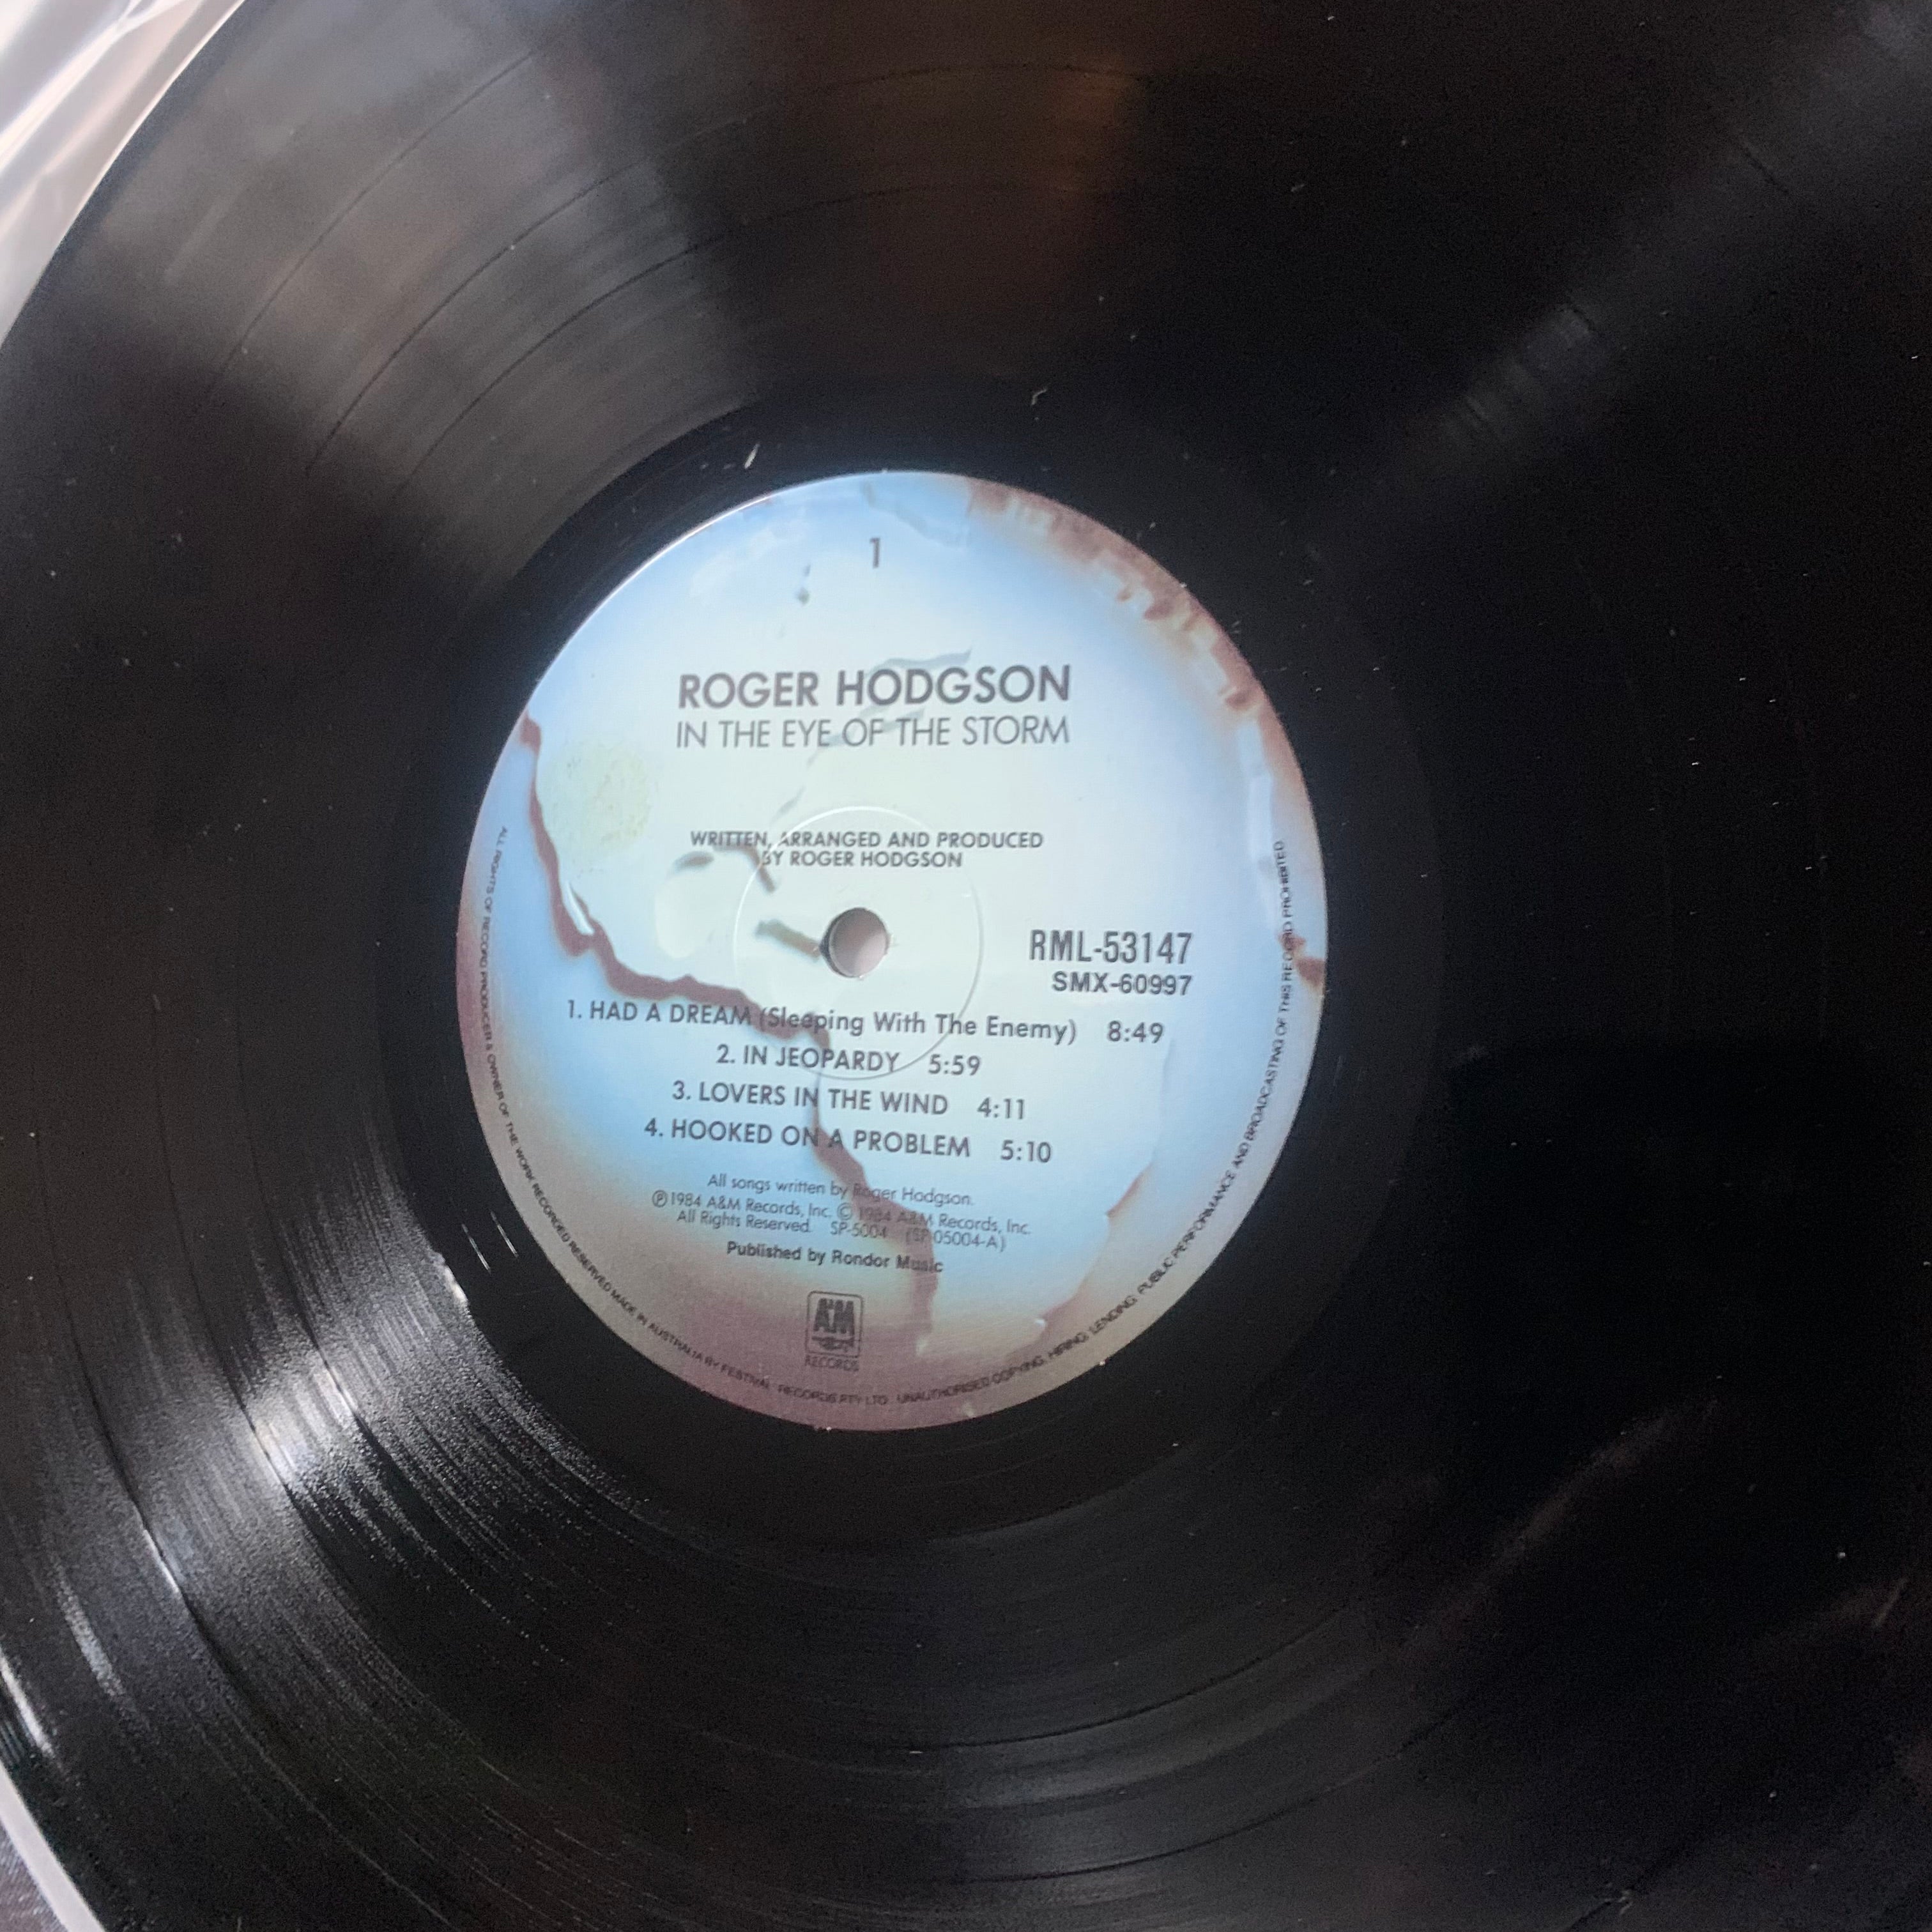 1
ROGER HODGSON
IN THE EYE OF THE STORM
WRITTEN, ARRANGED AND PRODUCED
BY ROGER HODGSON
RML-53147
SMX-60997
1. HAD A DREAM (Sleeping With The Enemy) 8:49
2. IN JEOPARDY 5:59
3. LOVERS IN THE WIND 4:11
4. HOOKED ON A PROBLEM 5:10
All songs written by Roger Hodgson.
℗1984 A&M Records, Inc. © 1984 A&M Records, Inc.
All Rights Reserved. SP-5004 (SP05004-A)
Published by Rondor Music
A&M
RECORDS
ALL RIGHTS OF RECORD PRODUCER & OWNER OF THE WORK RECORDED RESERVED MADE IN AUSTRALIA BY FESTIVAL RECORDS PTY LTD. UNAUTHORISED COPYING, HIRING, LENDING, PUBLIC PERFORMANCE AND BROADCASTING OF THIS RECORD PROHIBITED